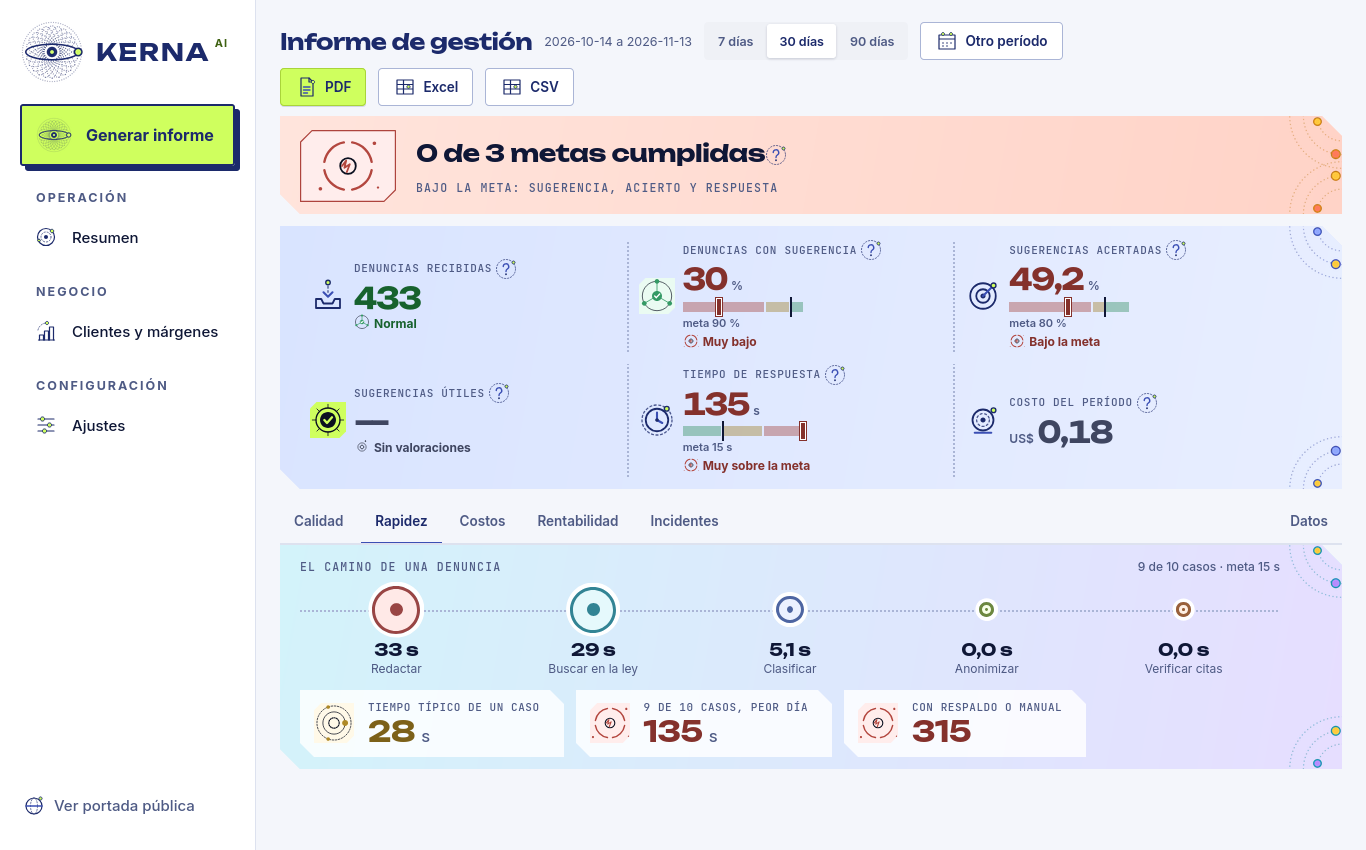 KERNA AI
Generar informe
OPERACIÓN
Resumen
NEGOCIO
Clientes y márgenes
CONFIGURACIÓN
Ajustes
Ver portada pública
Informe de gestión
2026-10-14 a 2026-11-13
7 días
30 días
90 días
Otro período
PDF
Excel
CSV
0 de 3 metas cumplidas
?
BAJO LA META: SUGERENCIA, ACIERTO Y RESPUESTA
DENUNCIAS RECIBIDAS ?
433
Normal
DENUNCIAS CON SUGERENCIA ?
30 %
meta 90 %
Muy bajo
SUGERENCIAS ACERTADAS ?
49,2 %
meta 80 %
Bajo la meta
SUGERENCIAS ÚTILES ?
—
Sin valoraciones
TIEMPO DE RESPUESTA ?
135 s
meta 15 s
Muy sobre la meta
COSTO DEL PERÍODO ?
US$ 0,18
Calidad
Rapidez
Costos
Rentabilidad
Incidentes
Datos
EL CAMINO DE UNA DENUNCIA
9 de 10 casos · meta 15 s
33 s
Redactar
29 s
Buscar en la ley
5,1 s
Clasificar
0,0 s
Anonimizar
0,0 s
Verificar citas
TIEMPO TÍPICO DE UN CASO
28 s
9 DE 10 CASOS, PEOR DÍA
135 s
CON RESPALDO O MANUAL
315